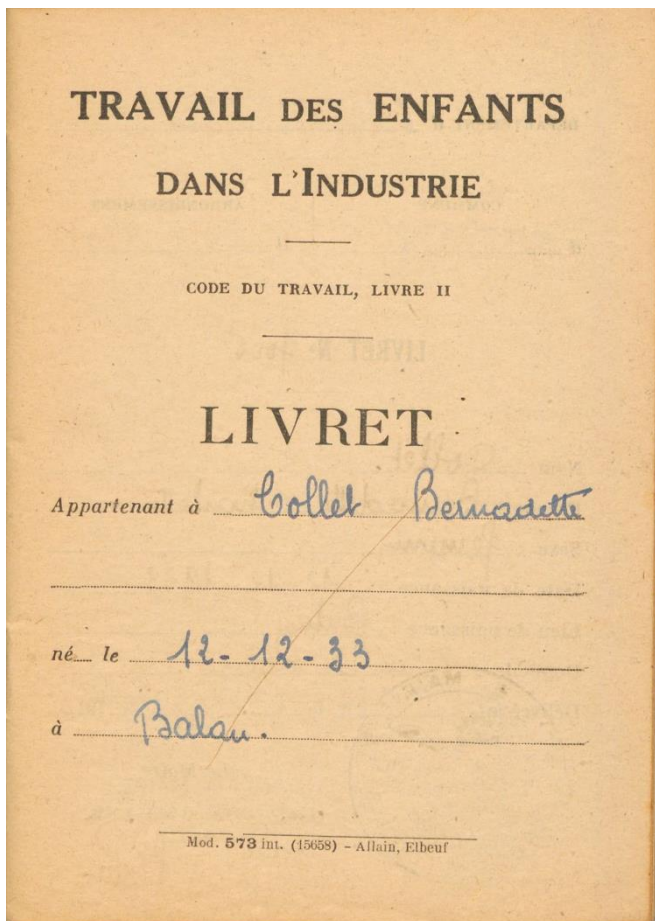 TRAVAIL DES ENFANTS
DANS L'INDUSTRIE
CODE DU TRAVAIL, LIVRE II
LIVRET
Appartenant à Collet Bernadette
né le 12-12-33
à Balan.
Mod. 573 int. (15658) - Allain, Elbeuf